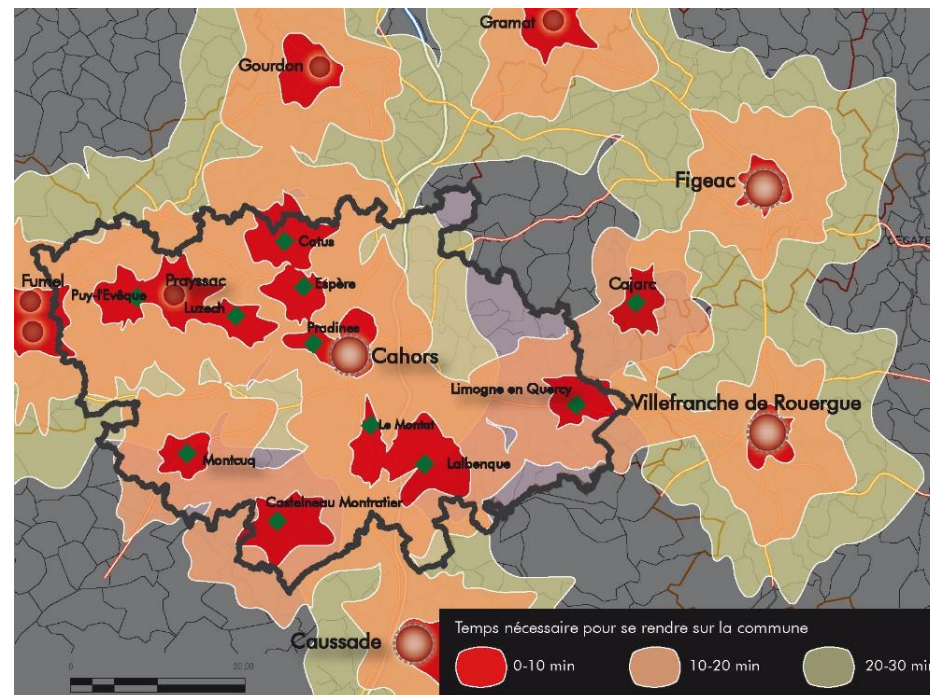 Gramat
Gourdon
Figeac
Catus
Fumel
Prayssac
Espère
Cajarc
Puy-l'Evêque
Luzech
Pradines
Cahors
Limogne en Quercy
Villefranche de Rouergue
Le Montat
Montcuq
Lalbenque
Castelnau Montratier
Caussade
Temps nécessaire pour se rendre sur la commune
0-10 min
10-20 min
20-30 min
0
20,00